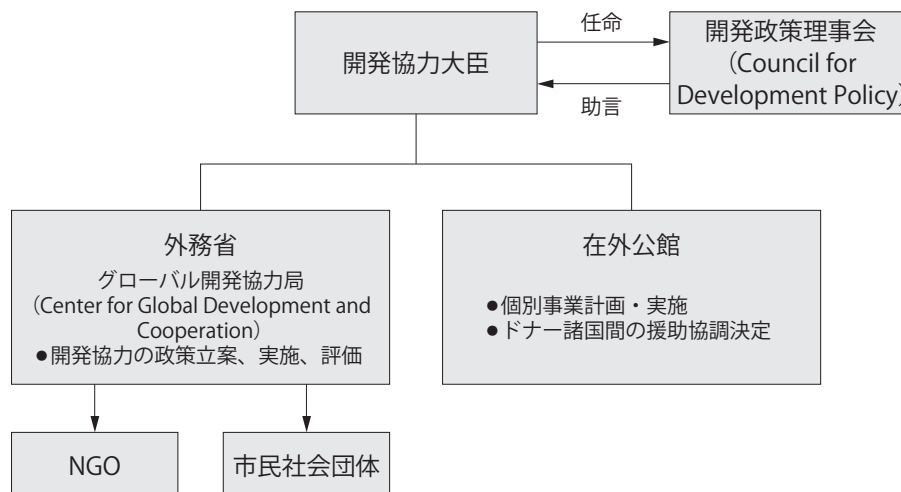 開発協力大臣
任命
助言
開発政策理事会
（Council for
Development Policy）
外務省
グローバル開発協力局
（Center for Global Development and
Cooperation）
●開発協力の政策立案、実施、評価
在外公館
●個別事業計画・実施
●ドナー諸国間の援助協調決定
NGO
市民社会団体